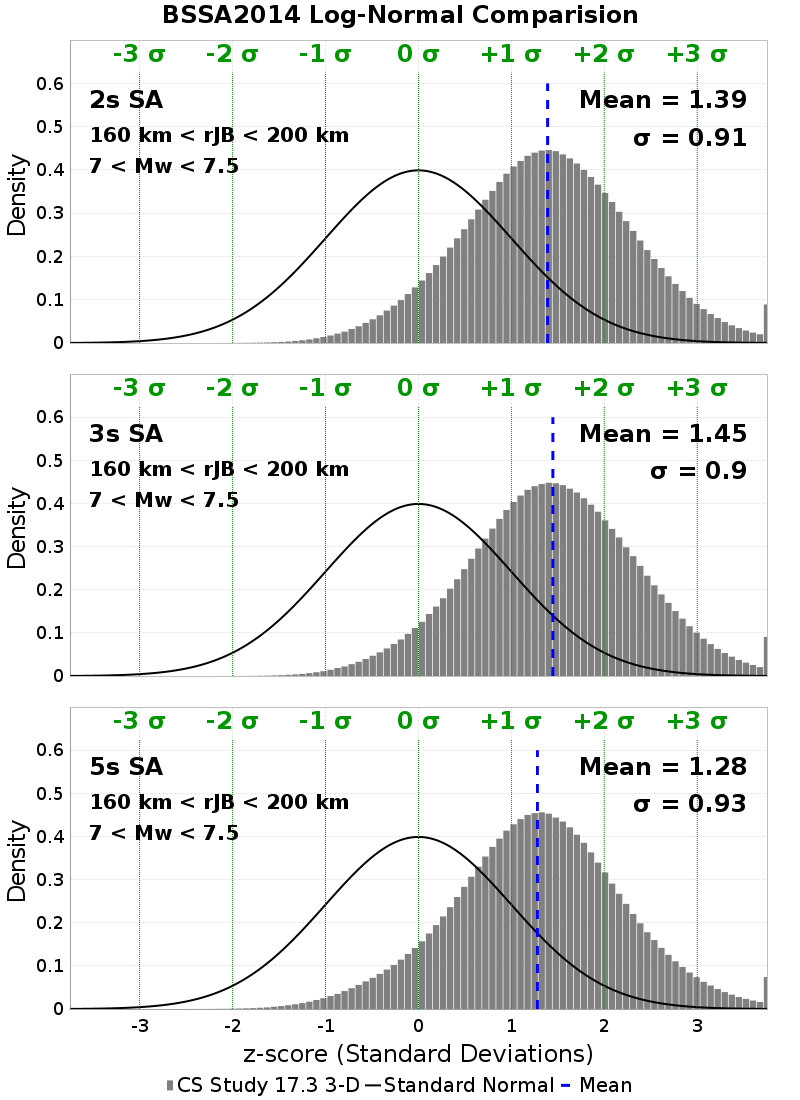 BSSA2014 Log-Normal Comparision
-3 σ -2 σ -1 σ 0 σ +1 σ +2 σ +3 σ
0.6
2s SA Mean = 1.39
0.5
160 km < rJB < 200 km σ = 0.91
0.4
7 < Mw < 7.5
Density
0.3
0.2
0.1
0
-3 σ -2 σ -1 σ 0 σ +1 σ +2 σ +3 σ
0.6
3s SA Mean = 1.45
0.5
160 km < rJB < 200 km σ = 0.9
0.4
7 < Mw < 7.5
Density
0.3
0.2
0.1
0
-3 σ -2 σ -1 σ 0 σ +1 σ +2 σ +3 σ
0.6
5s SA Mean = 1.28
0.5
160 km < rJB < 200 km σ = 0.93
0.4
7 < Mw < 7.5
Density
0.3
0.2
0.1
0
-3 -2 -1 0 1 2 3
z-score (Standard Deviations)
CS Study 17.3 3-D Standard Normal Mean